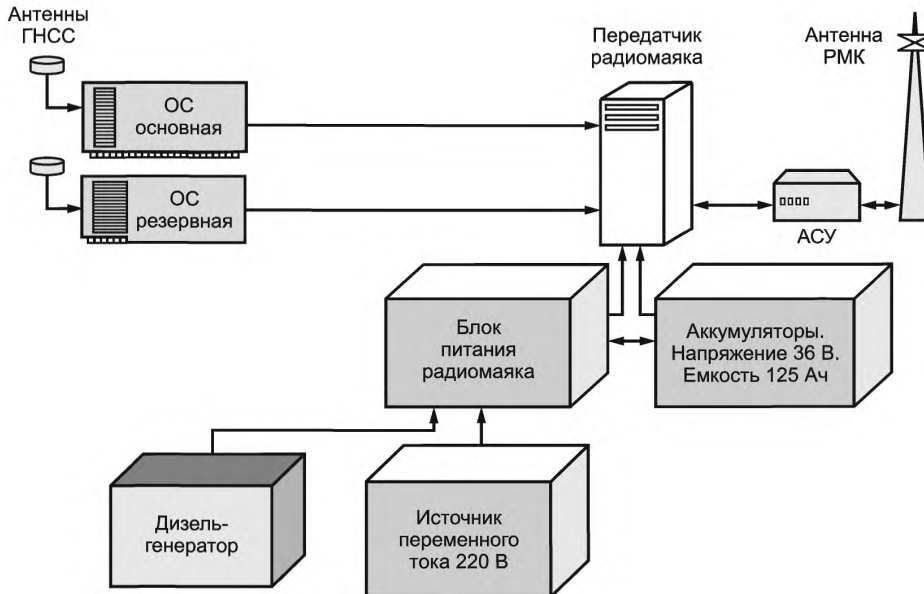 Антенны
ГНСС
ОС
основная
ОС
резервная
Передатчик
радиомаяка
Антенна
РМК
АСУ
Блок
питания
радиомаяка
Аккумуляторы.
Напряжение 36 В.
Емкость 125 Ач
Дизель-
генератор
Источник
переменного
тока 220 В